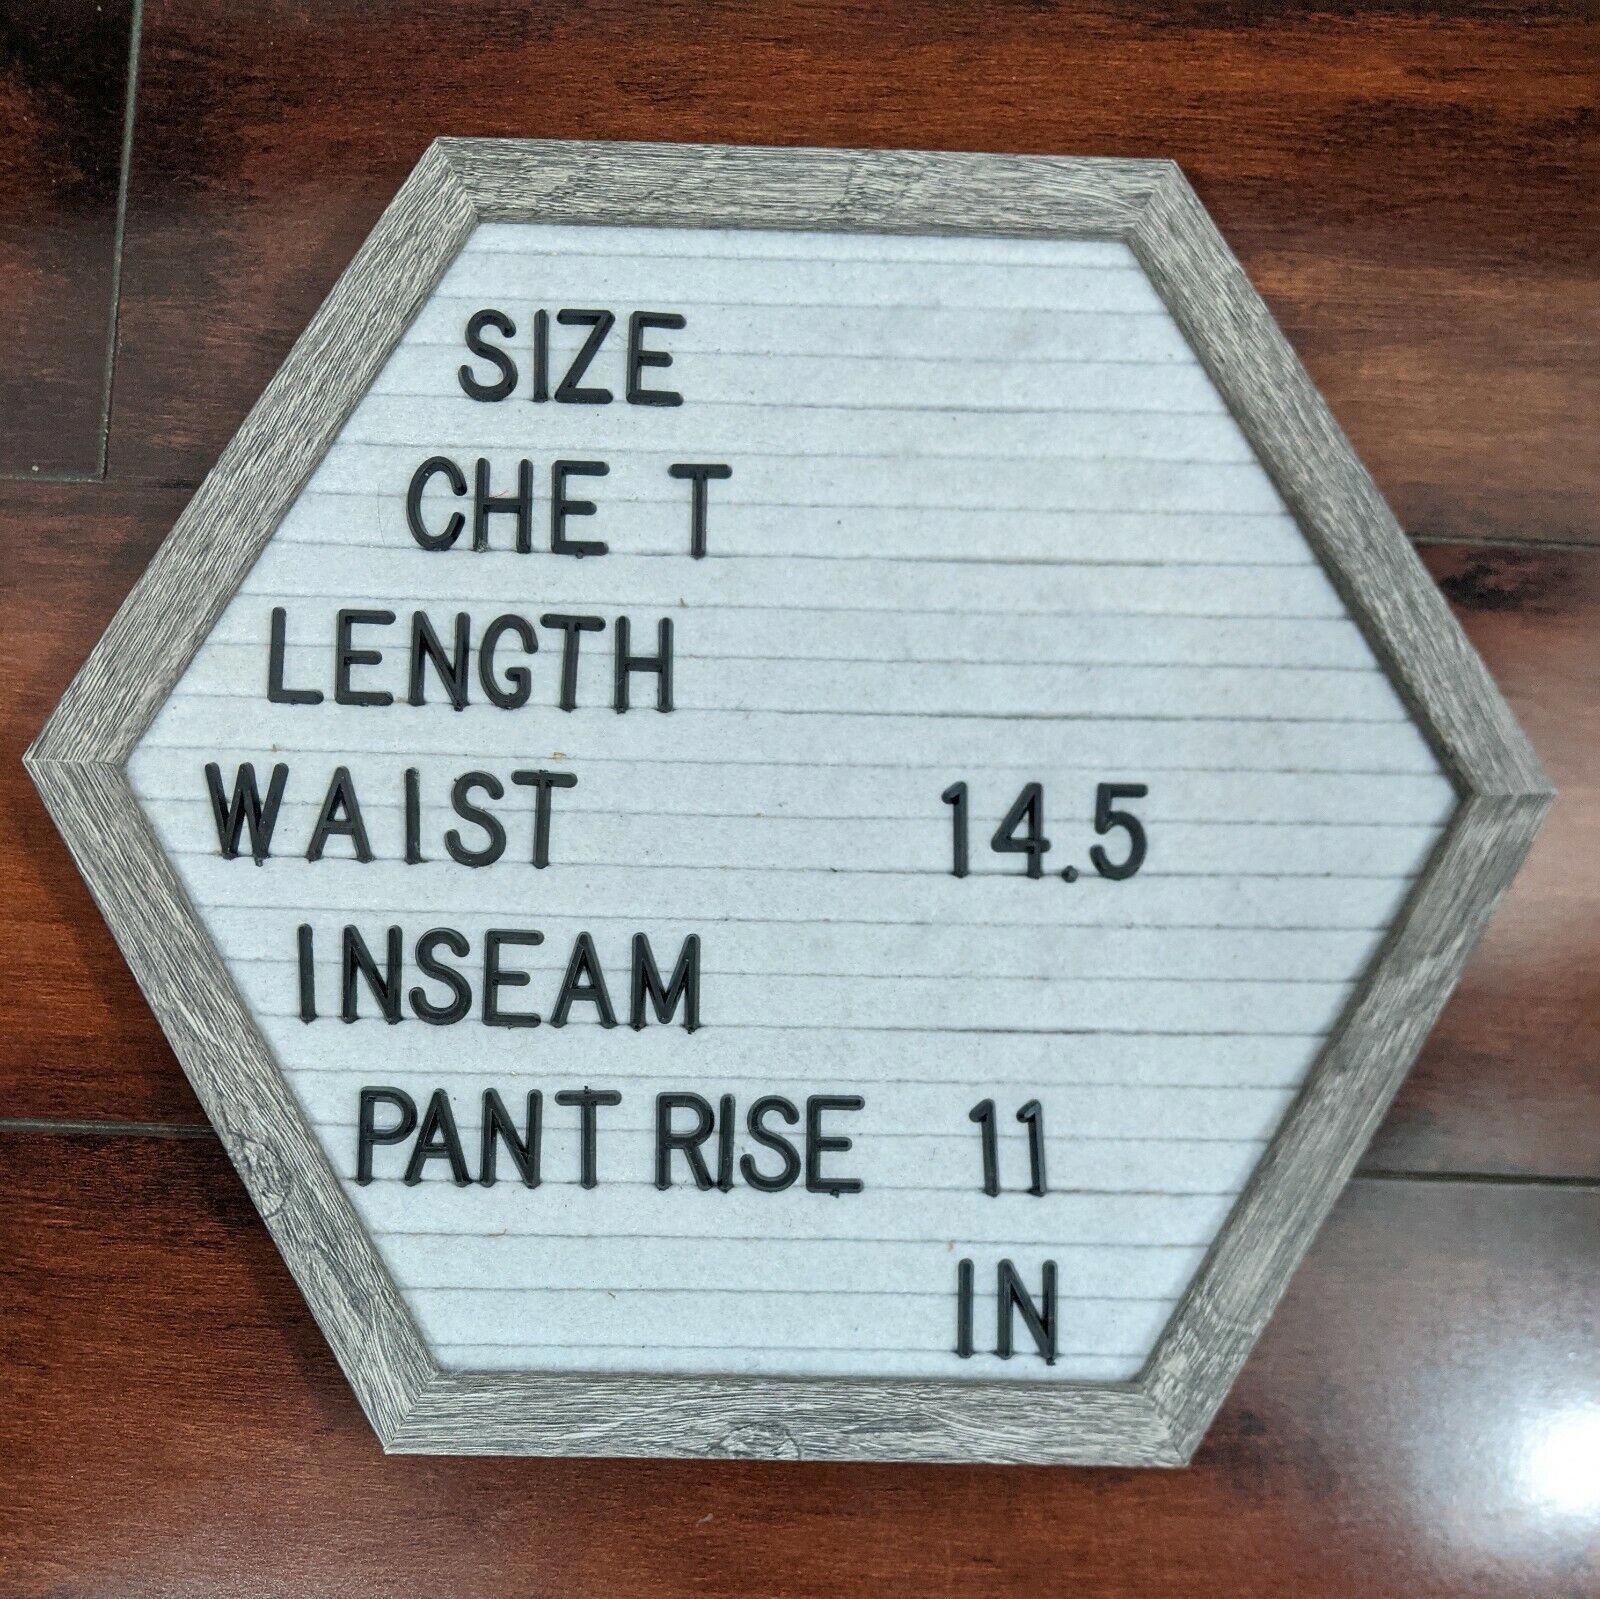 SIZE
CHE T
LENGTH
WAIST 14.5
INSEAM
PANT RISE 11
IN